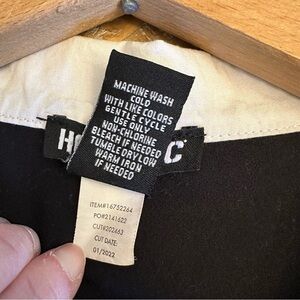 MACHINE WASH
COLD
WITH LIKE COLORS
GENTLE CYCLE
USE ONLY
NON-CHLORINE
BLEACH IF NEEDED
TUMBLE DRY LOW
WARM IRON
IF NEEDED
H C
ITEM#16752264
PO#2141622
CUT#202663
CUT DATE:
01/2022